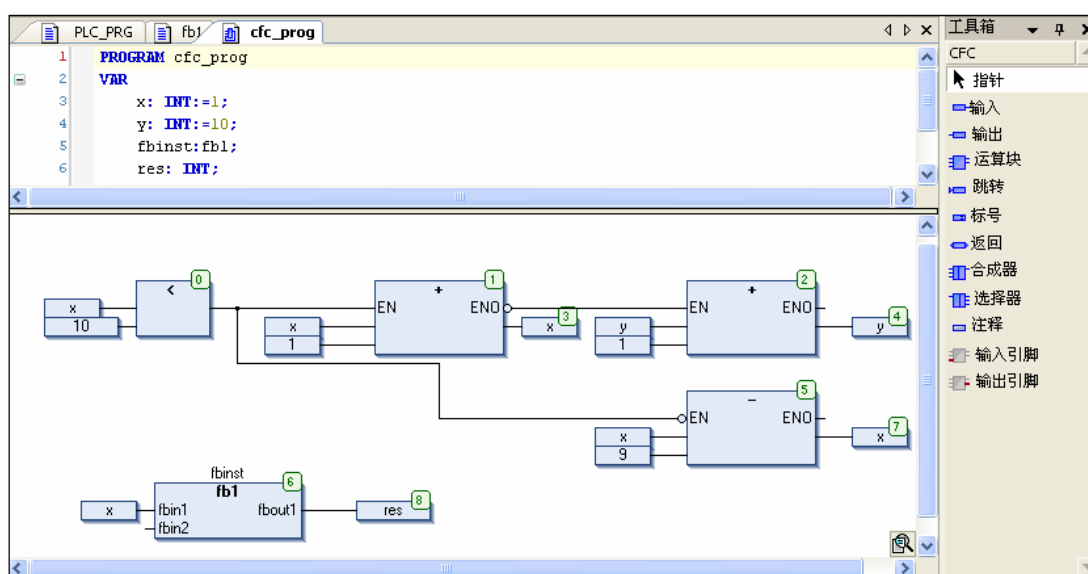 PLC_PRG fb1 cfc_prog
1 PROGRAM cfc_prog
2 VAR
3 x: INT:=1;
4 y: INT:=10;
5 fbinst:fb1;
6 res: INT;
工具箱
CFC
指针
输入
输出
运算块
跳转
标号
返回
合成器
选择器
注释
输入引脚
输出引脚
< 0
x
10
+ 1
EN ENO
x
1
x 3
+ 2
EN ENO
y
1
y 4
- 5
EN ENO
x
9
x 7
fbinst
fb1 6
x
fbin1 fbout1
fbin2
res 8